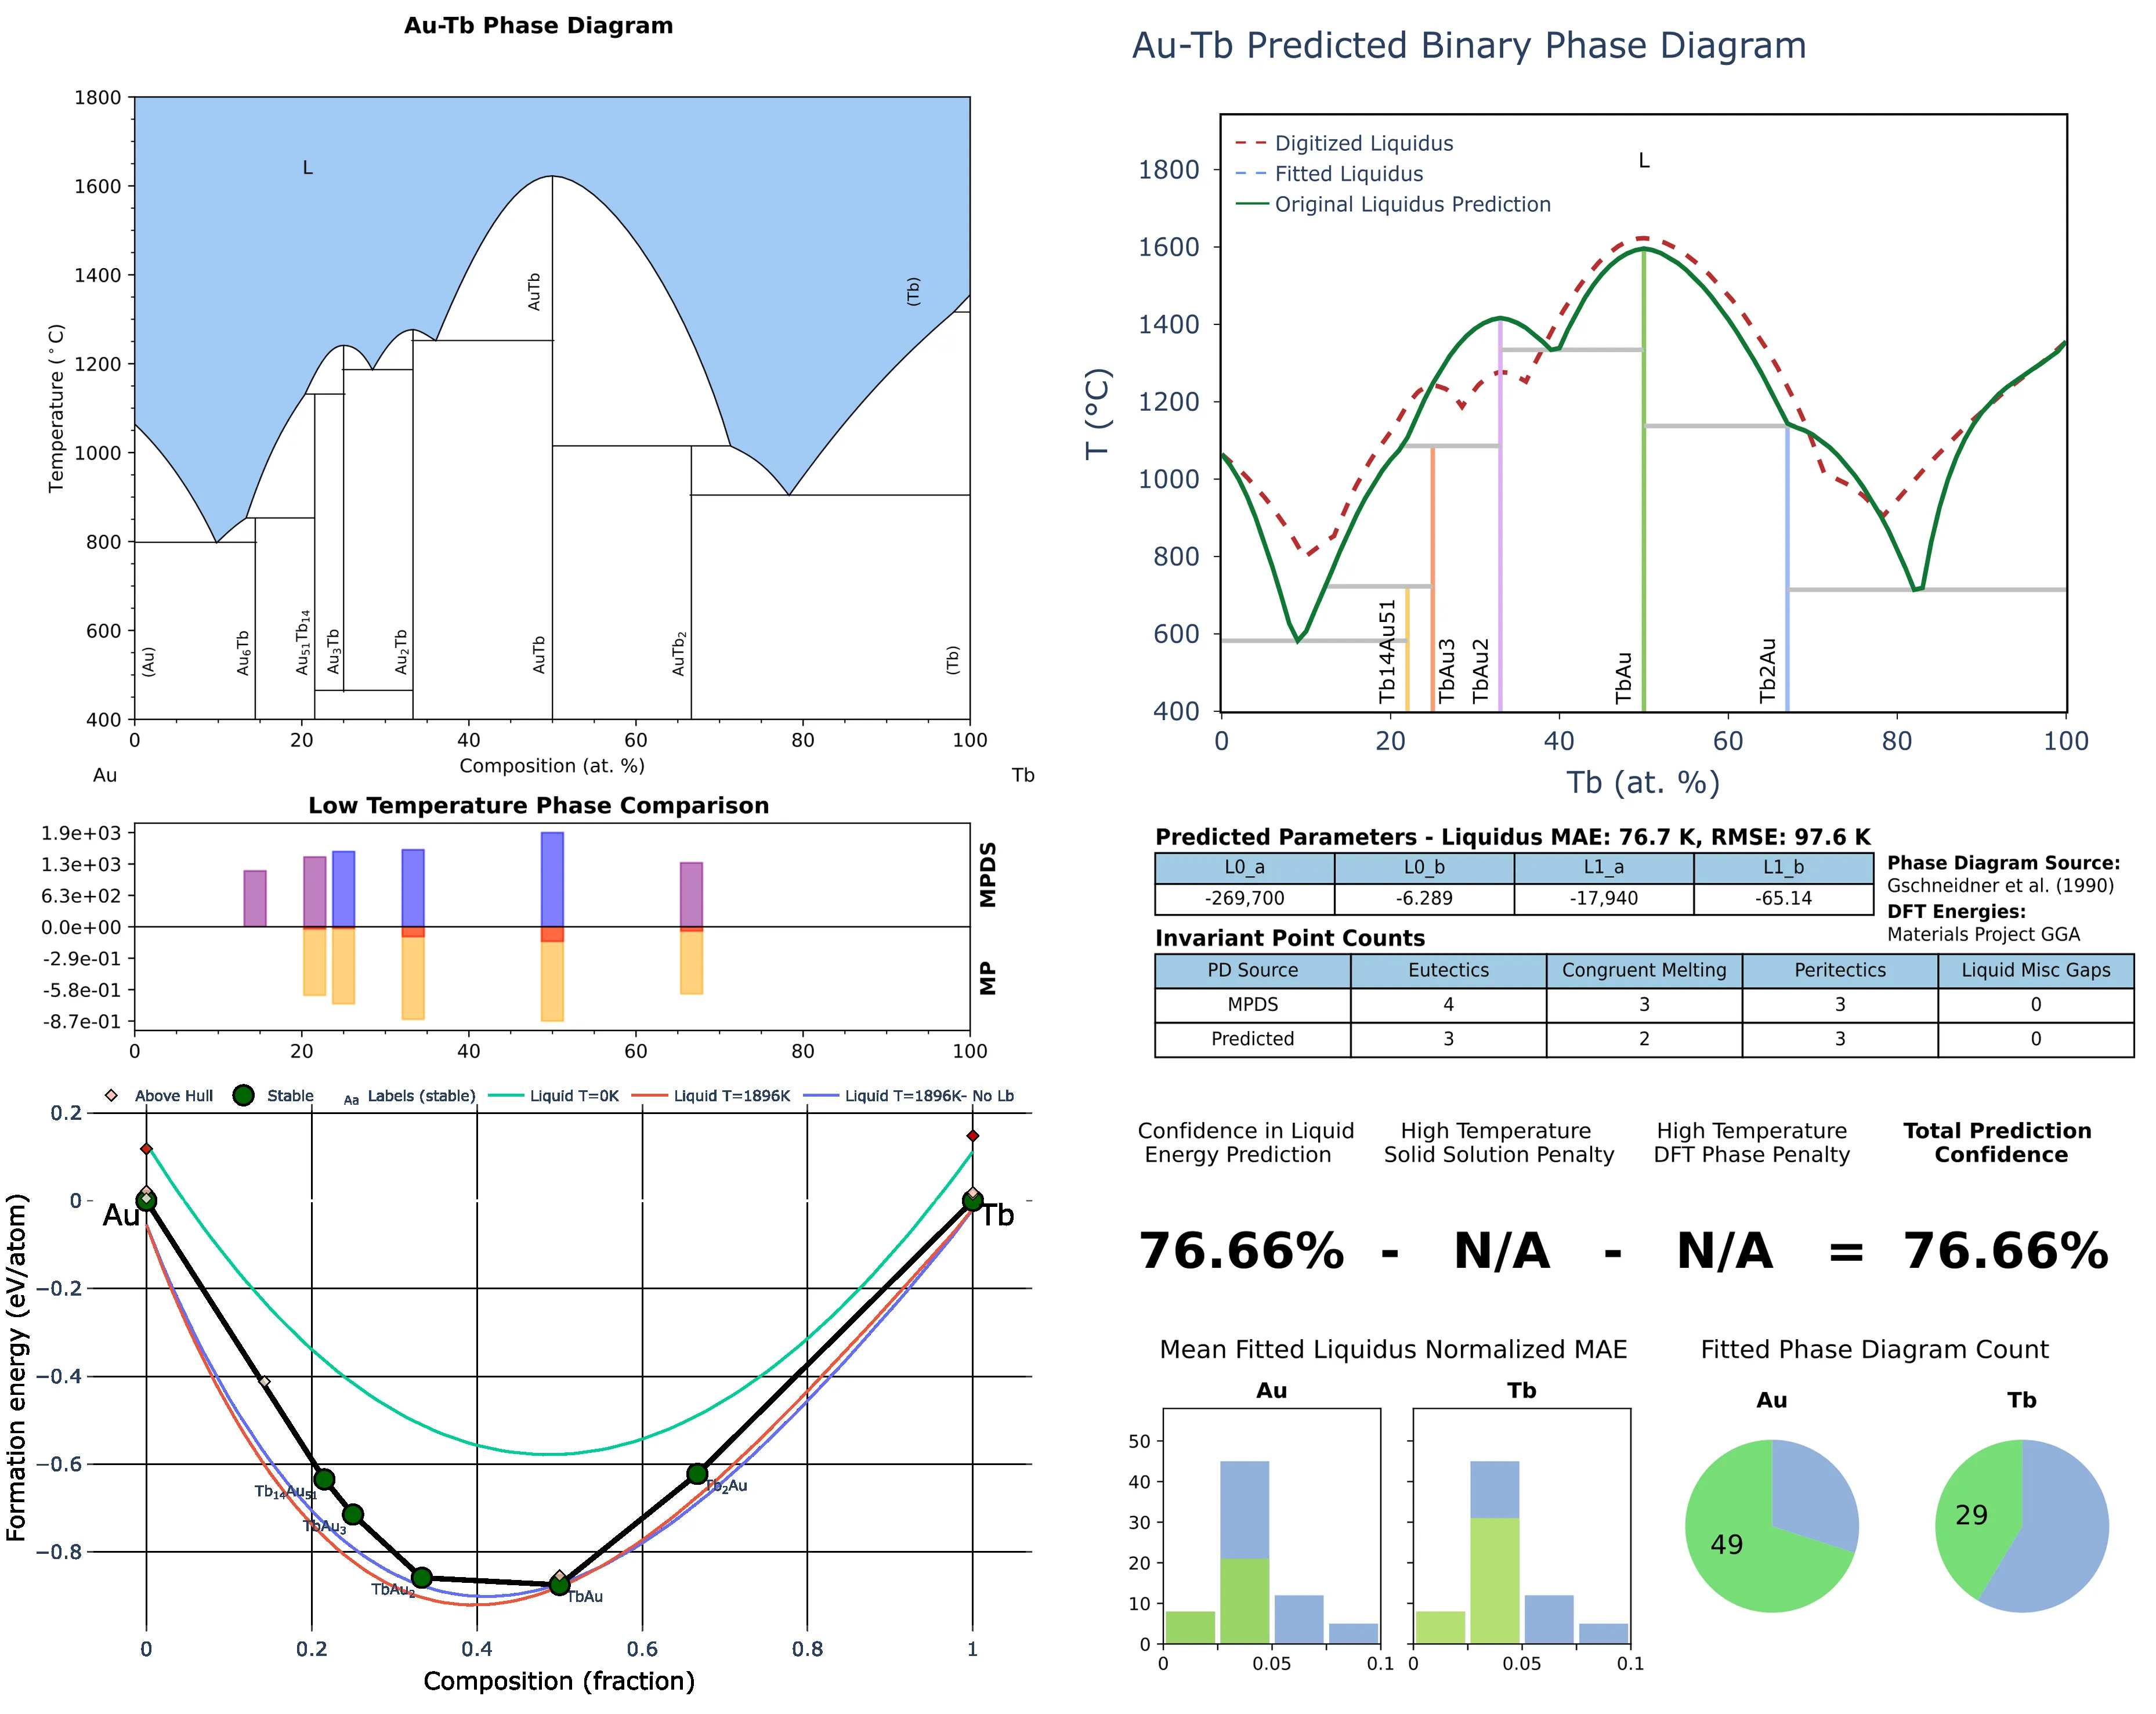 Au-Tb Phase Diagram
1800
1600
1400
1200
1000
800
600
400
Temperature (°C)
L
(Au)
Au6Tb
Au51Tb14
Au3Tb
Au2Tb
AuTb
AuTb
AuTb2
(Tb)
(Tb)
0 20 40 60 80 100
Composition (at. %)
Au Tb
Low Temperature Phase Comparison
1.9e+03
1.3e+03
6.3e+02
0.0e+00
-2.9e-01
-5.8e-01
-8.7e-01
MPDS
MP
0 20 40 60 80 100
Above Hull Stable Aa Labels (stable) Liquid T=0K Liquid T=1896K Liquid T=1896K- No Lb
0.2
0
−0.2
−0.4
−0.6
−0.8
Formation energy (eV/atom)
Au
Tb
Tb14Au51
TbAu3
TbAu2
TbAu
Tb2Au
0 0.2 0.4 0.6 0.8 1
Composition (fraction)
Au-Tb Predicted Binary Phase Diagram
Digitized Liquidus
Fitted Liquidus
Original Liquidus Prediction
L
1800
1600
1400
1200
1000
800
600
400
T (°C)
Tb14Au51
TbAu3
TbAu2
TbAu
Tb2Au
0 20 40 60 80 100
Tb (at. %)
Predicted Parameters - Liquidus MAE: 76.7 K, RMSE: 97.6 K
L0_a L0_b L1_a L1_b
-269,700 -6.289 -17,940 -65.14
Phase Diagram Source:
Gschneidner et al. (1990)
DFT Energies:
Materials Project GGA
Invariant Point Counts
PD Source Eutectics Congruent Melting Peritectics Liquid Misc Gaps
MPDS 4 3 3 0
Predicted 3 2 3 0
Confidence in Liquid
Energy Prediction
High Temperature
Solid Solution Penalty
High Temperature
DFT Phase Penalty
Total Prediction
Confidence
76.66% - N/A - N/A = 76.66%
Mean Fitted Liquidus Normalized MAE
Au Tb
50
40
30
20
10
0
0 0.05 0.1
0 0.05 0.1
Fitted Phase Diagram Count
Au Tb
49
29